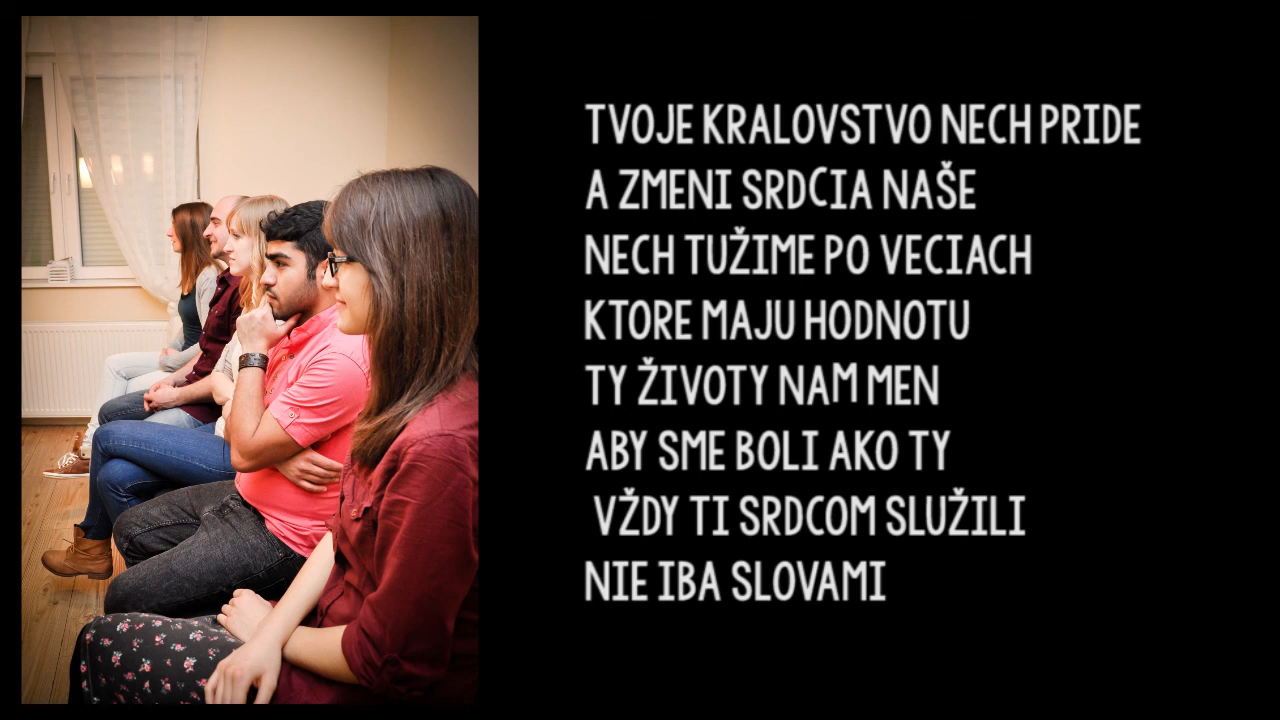 TVOJE KRALOVSTVO NECH PRIDE
A ZMENI SRDCIA NAŠE
NECH TUŽIME PO VECIACH
KTORE MAJU HODNOTU
TY ŽIVOTY NAM MEN
ABY SME BOLI AKO TY
VŽDY TI SRDCOM SLUŽILI
NIE IBA SLOVAMI